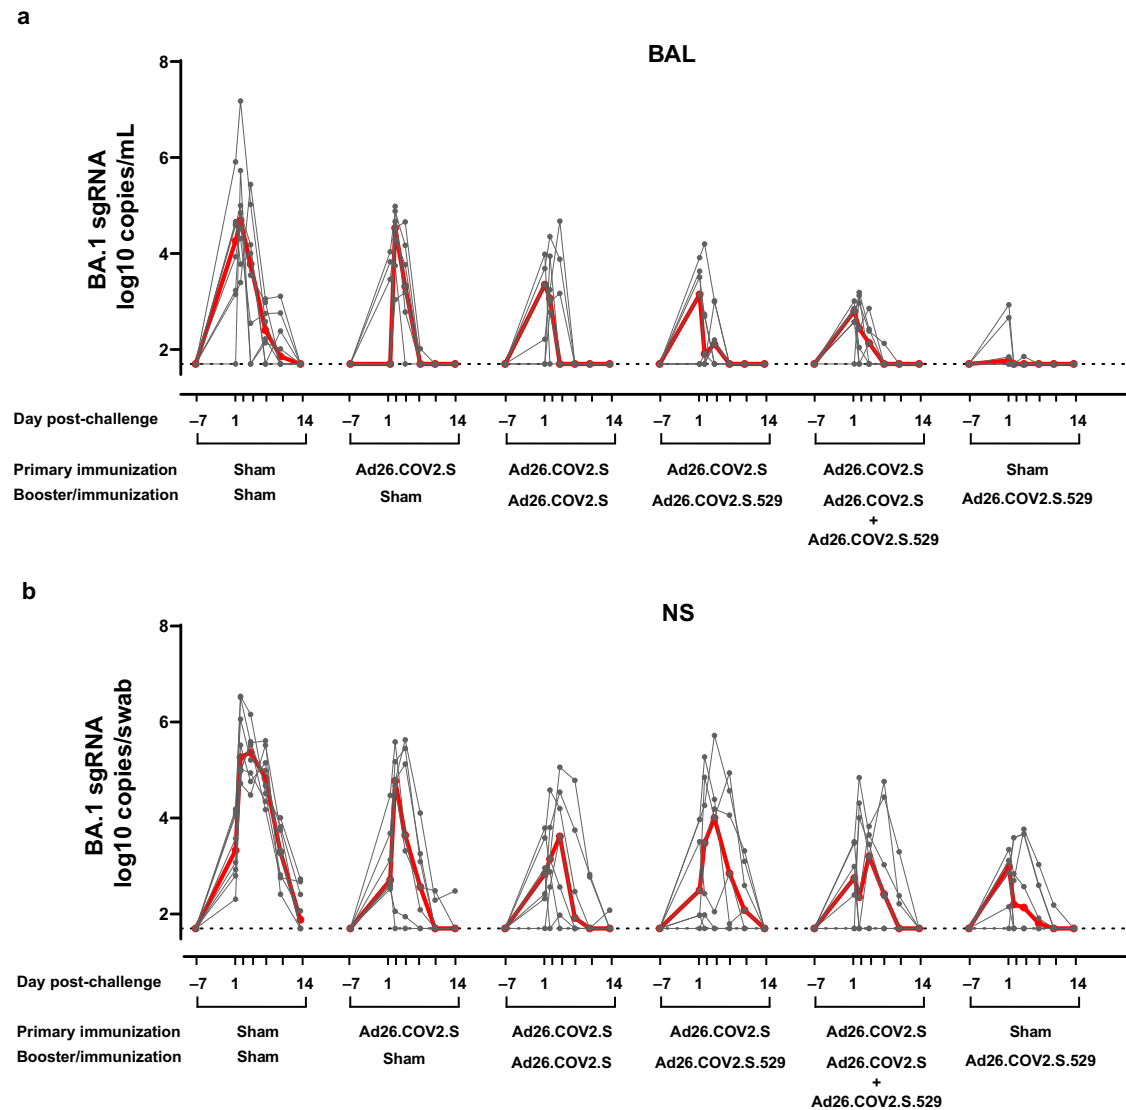 a
BAL
8
6
4
2
BA.1 sgRNA
log10 copies/mL
Day post-challenge –7 1 14 –7 1 14 –7 1 14 –7 1 14 –7 1 14 –7 1 14
Primary immunization Sham Ad26.COV2.S Ad26.COV2.S Ad26.COV2.S Ad26.COV2.S Sham
Booster/immunization Sham Sham Ad26.COV2.S Ad26.COV2.S.529 Ad26.COV2.S Ad26.COV2.S.529
+
Ad26.COV2.S.529
b
NS
8
6
4
2
BA.1 sgRNA
log10 copies/swab
Day post-challenge –7 1 14 –7 1 14 –7 1 14 –7 1 14 –7 1 14 –7 1 14
Primary immunization Sham Ad26.COV2.S Ad26.COV2.S Ad26.COV2.S Ad26.COV2.S Sham
Booster/immunization Sham Sham Ad26.COV2.S Ad26.COV2.S.529 Ad26.COV2.S Ad26.COV2.S.529
+
Ad26.COV2.S.529